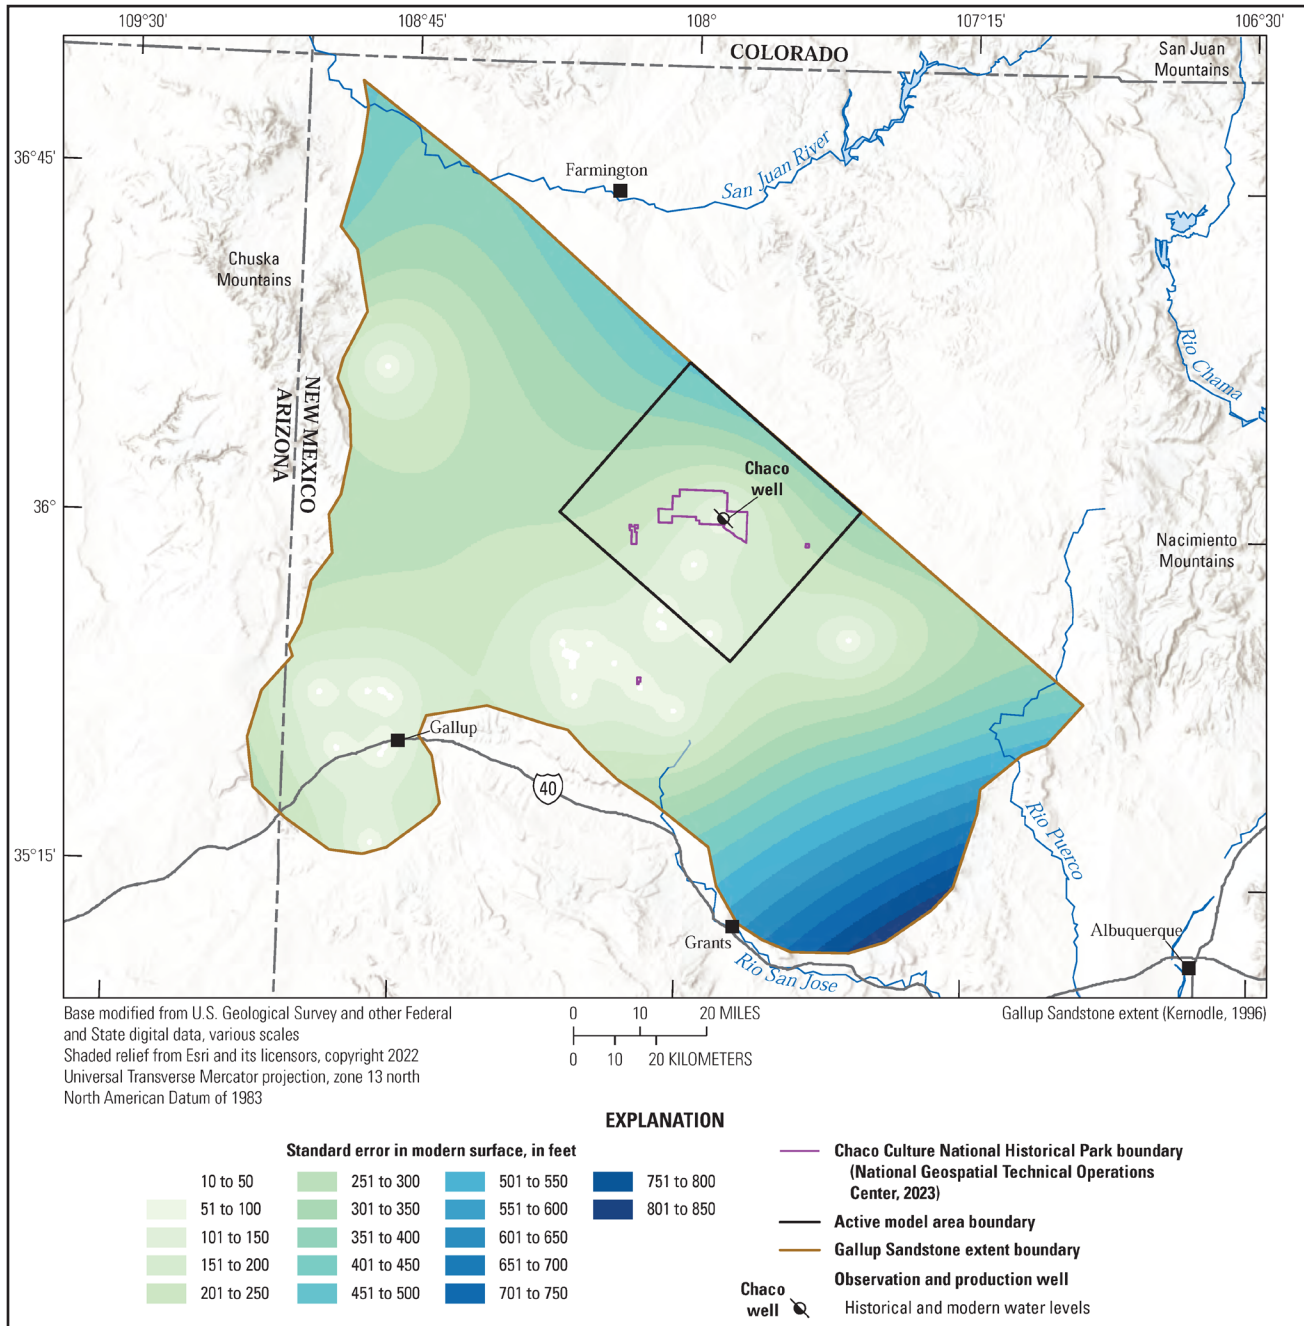 109°30'
108°45'
108°
107°15'
106°30'
COLORADO
San Juan
Mountains
36°45'
Farmington
San Juan River
Chuska
Mountains
Rio Chama
NEW MEXICO
ARIZONA
Chaco
well
36°
Nacimiento
Mountains
Gallup
40
Rio Puerco
35°15'
Albuquerque
Grants
Rio San Jose
Base modified from U.S. Geological Survey and other Federal
and State digital data, various scales
Shaded relief from Esri and its licensors, copyright 2022
Universal Transverse Mercator projection, zone 13 north
North American Datum of 1983
0 10 20 MILES
0 10 20 KILOMETERS
Gallup Sandstone extent (Kernodle, 1996)
EXPLANATION
Standard error in modern surface, in feet
10 to 50
51 to 100
101 to 150
151 to 200
201 to 250
251 to 300
301 to 350
351 to 400
401 to 450
451 to 500
501 to 550
551 to 600
601 to 650
651 to 700
701 to 750
751 to 800
801 to 850
Chaco Culture National Historical Park boundary
(National Geospatial Technical Operations
Center, 2023)
Active model area boundary
Gallup Sandstone extent boundary
Observation and production well
Chaco
well
Historical and modern water levels